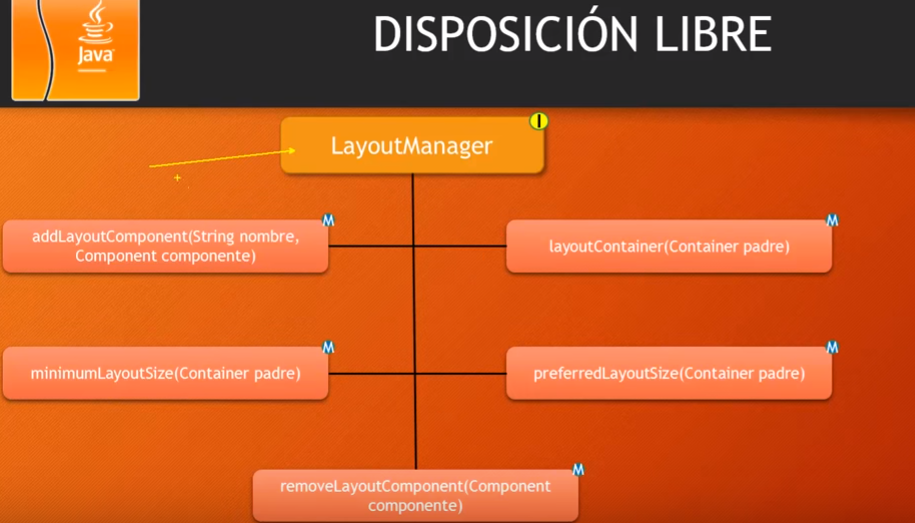 Java
DISPOSICIÓN LIBRE
I
LayoutManager
M
addLayoutComponent(String nombre,
Component componente)
M
layoutContainer(Container padre)
M
minimumLayoutSize(Container padre)
M
preferredLayoutSize(Container padre)
M
removeLayoutComponent(Component
componente)